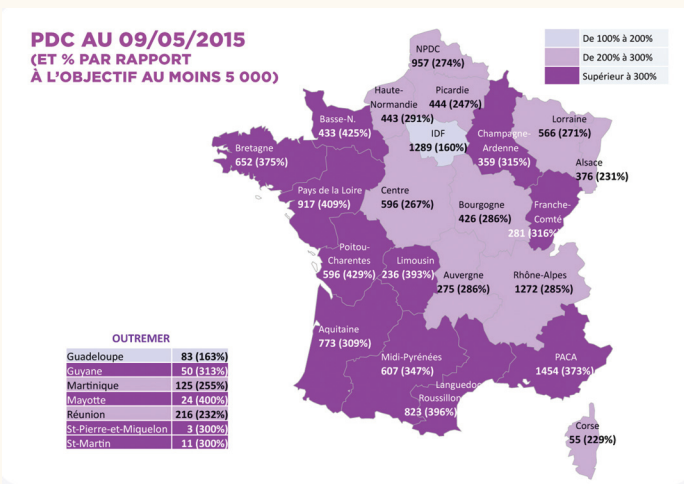 PDC AU 09/05/2015
(ET % PAR RAPPORT
À L'OBJECTIF AU MOINS 5 000)
De 100% à 200%
De 200% à 300%
Supérieur à 300%
NPDC
957 (274%)
Haute-
Normandie
443 (291%)
Picardie
444 (247%)
Basse-N.
433 (425%)
IDF
1289 (160%)
Champagne-
Ardenne
359 (315%)
Lorraine
566 (271%)
Alsace
376 (231%)
Bretagne
652 (375%)
Pays de la Loire
917 (409%)
Centre
596 (267%)
Bourgogne
426 (286%)
Franche-
Comté
281 (316%)
Poitou-
Charentes
596 (429%)
Limousin
236 (393%)
Auvergne
275 (286%)
Rhône-Alpes
1272 (285%)
Aquitaine
773 (309%)
Midi-Pyrénées
607 (347%)
Languedoc
Roussillon
823 (396%)
PACA
1454 (373%)
Corse
55 (229%)
OUTREMER
Guadeloupe 83 (163%)
Guyane 50 (313%)
Martinique 125 (255%)
Mayotte 24 (400%)
Réunion 216 (232%)
St-Pierre-et-Miquelon 3 (300%)
St-Martin 11 (300%)